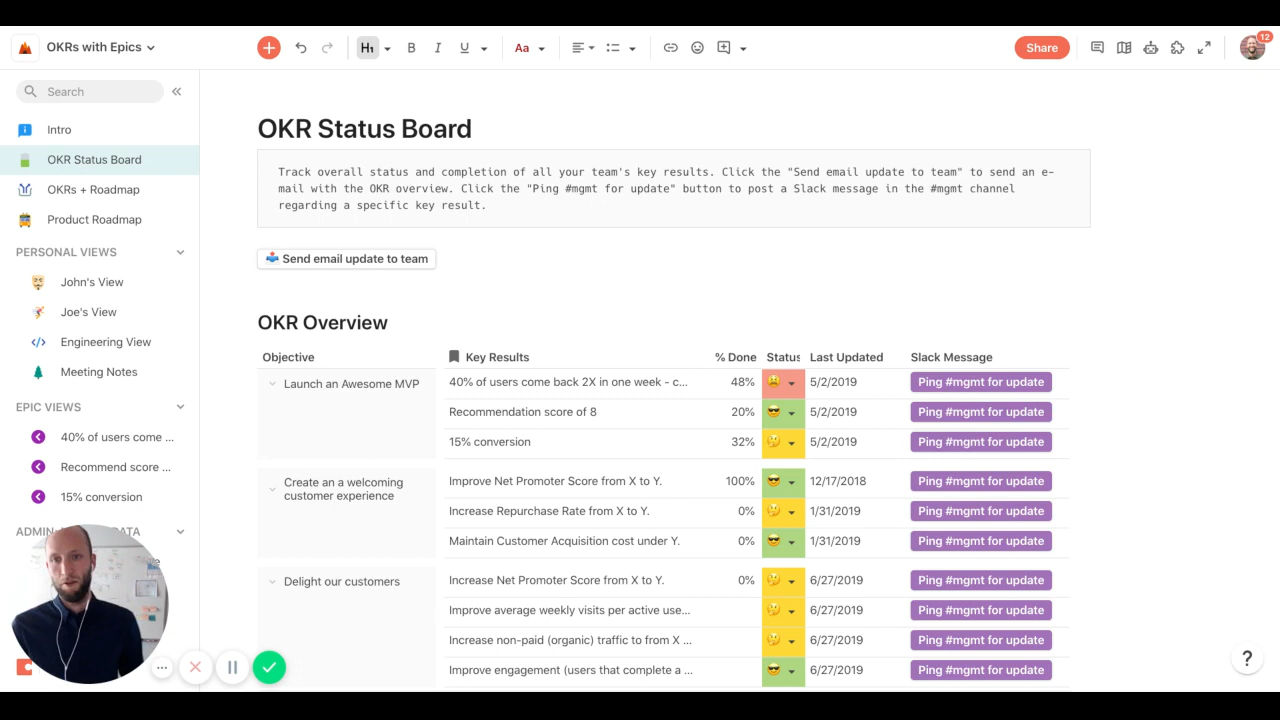 OKRs with Epics
H1 B I U Aa
Share
12
Search
Intro
OKR Status Board
OKRs + Roadmap
Product Roadmap
PERSONAL VIEWS
John's View
Joe's View
Engineering View
Meeting Notes
EPIC VIEWS
40% of users come ...
Recommend score ...
15% conversion
OKR Status Board
Track overall status and completion of all your team's key results. Click the "Send email update to team" to send an e-
mail with the OKR overview. Click the "Ping #mgmt for update" button to post a Slack message in the #mgmt channel
regarding a specific key result.
Send email update to team
OKR Overview
Objective Key Results % Done Status Last Updated Slack Message
Launch an Awesome MVP 40% of users come back 2X in one week - c... 48% 5/2/2019 Ping #mgmt for update
Recommendation score of 8 20% 5/2/2019 Ping #mgmt for update
15% conversion 32% 5/2/2019 Ping #mgmt for update
Create an a welcoming
customer experience
Improve Net Promoter Score from X to Y. 100% 12/17/2018 Ping #mgmt for update
Increase Repurchase Rate from X to Y. 0% 1/31/2019 Ping #mgmt for update
Maintain Customer Acquisition cost under Y. 0% 1/31/2019 Ping #mgmt for update
Delight our customers Increase Net Promoter Score from X to Y. 0% 6/27/2019 Ping #mgmt for update
Improve average weekly visits per active use... 6/27/2019 Ping #mgmt for update
Increase non-paid (organic) traffic to from X ... 6/27/2019 Ping #mgmt for update
Improve engagement (users that complete a ... 6/27/2019 Ping #mgmt for update
?